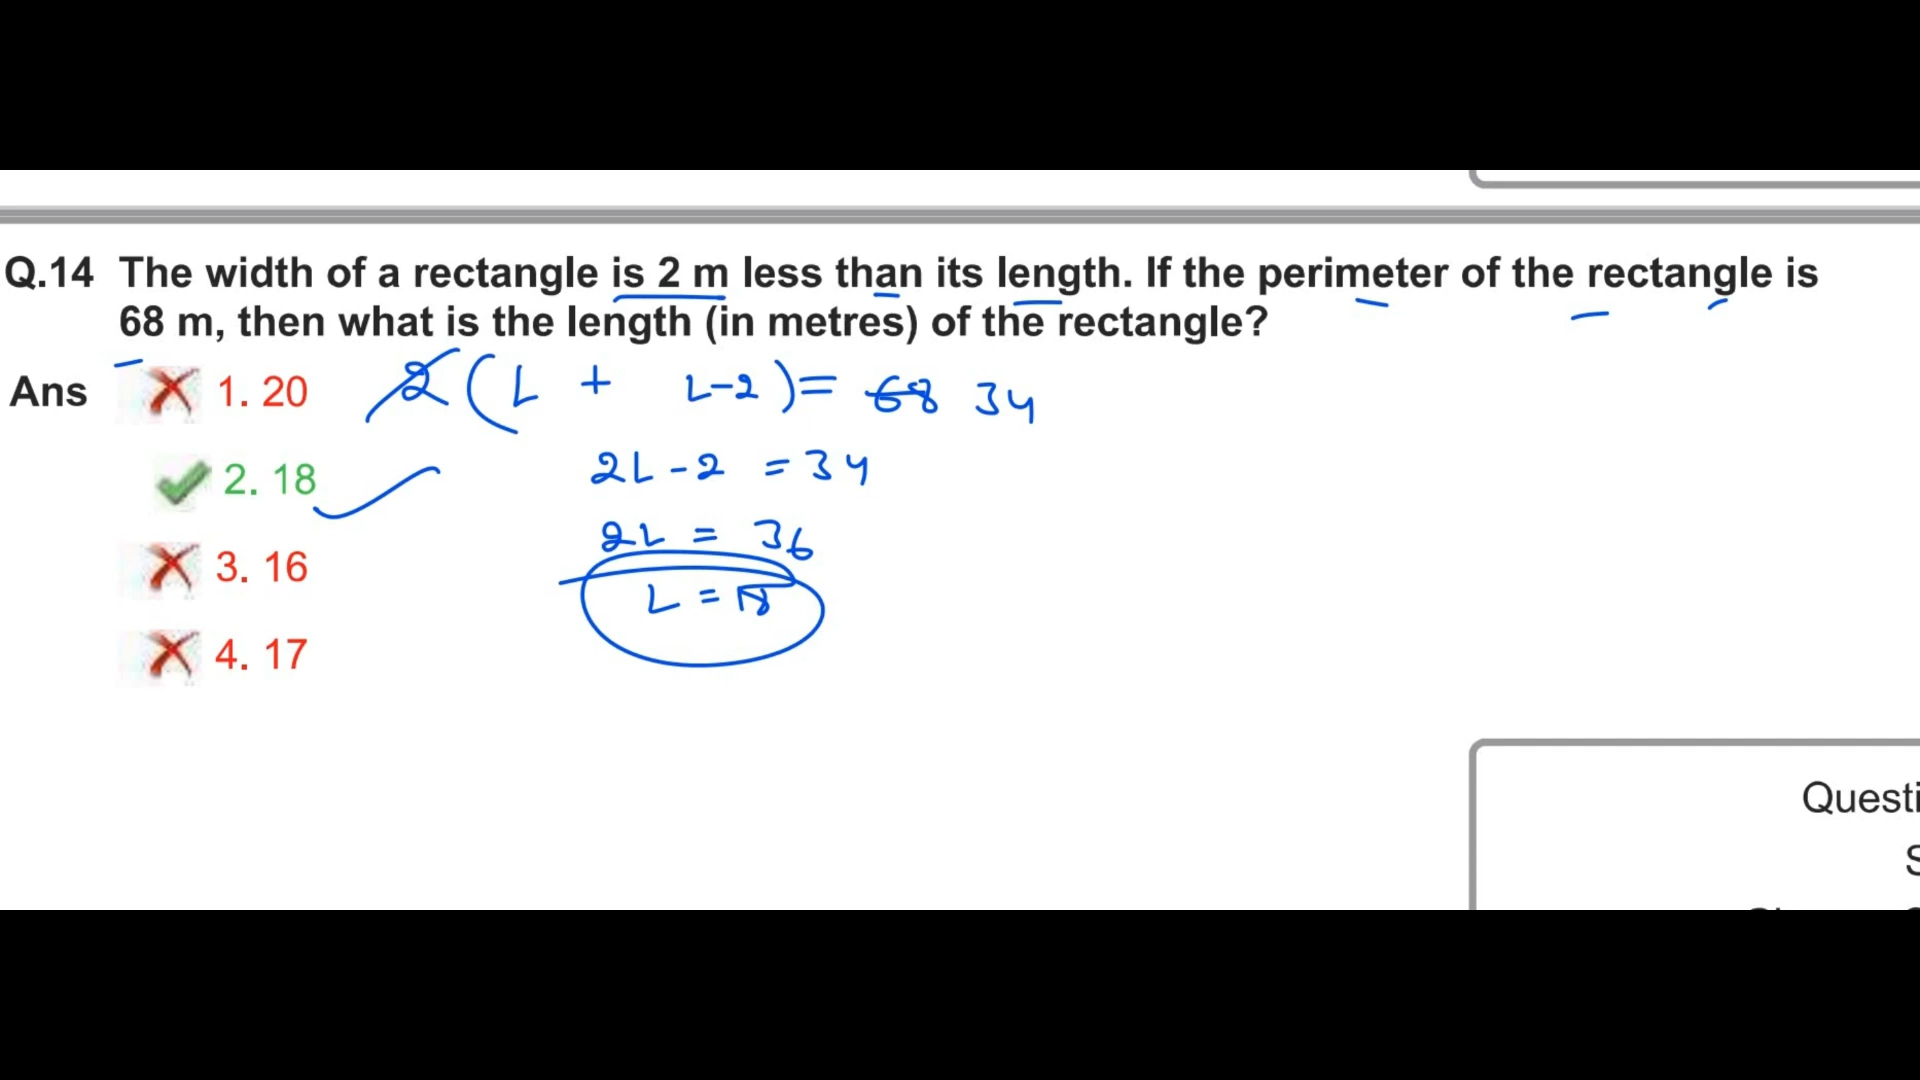 Q.14 The width of a rectangle is 2 m less than its length. If the perimeter of the rectangle is
68 m, then what is the length (in metres) of the rectangle?
Ans 1. 20
2 ( L + L-2 ) = 68 34
2. 18
2L - 2 = 34
2L = 36
3. 16
L = 18
4. 17
Questi
S